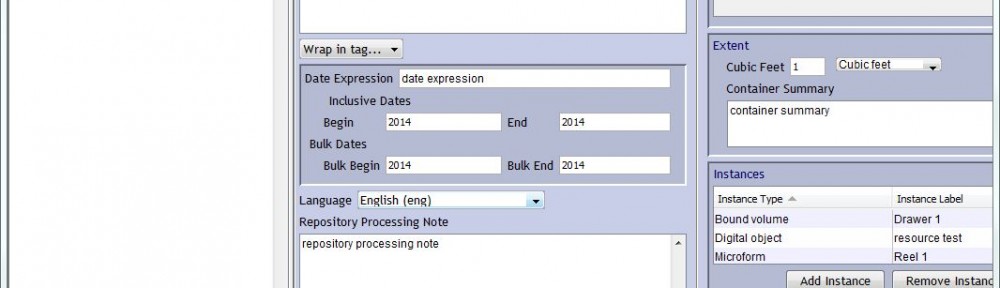 Wrap in tag...
Date Expression date expression
Inclusive Dates
Begin 2014 End 2014
Bulk Dates
Bulk Begin 2014 Bulk End 2014
Language English (eng)
Repository Processing Note
repository processing note
Extent
Cubic Feet 1 Cubic feet
Container Summary
container summary
Instances
Instance Type Instance Label
Bound volume Drawer 1
Digital object resource test
Microform Reel 1
Add Instance Remove Instanc